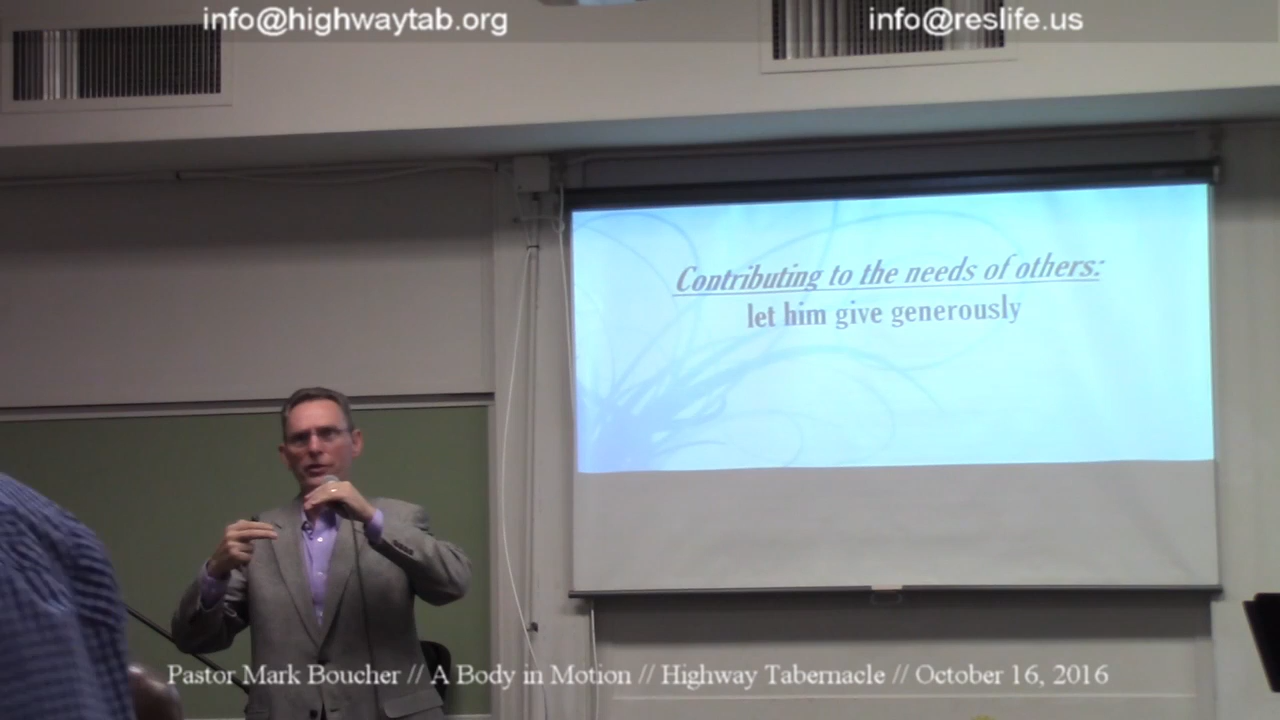 info@highwaytab.org
info@reslife.us
Contributing to the needs of others:
let him give generously
Pastor Mark Boucher // A Body in Motion // Highway Tabernacle // October 16, 2016